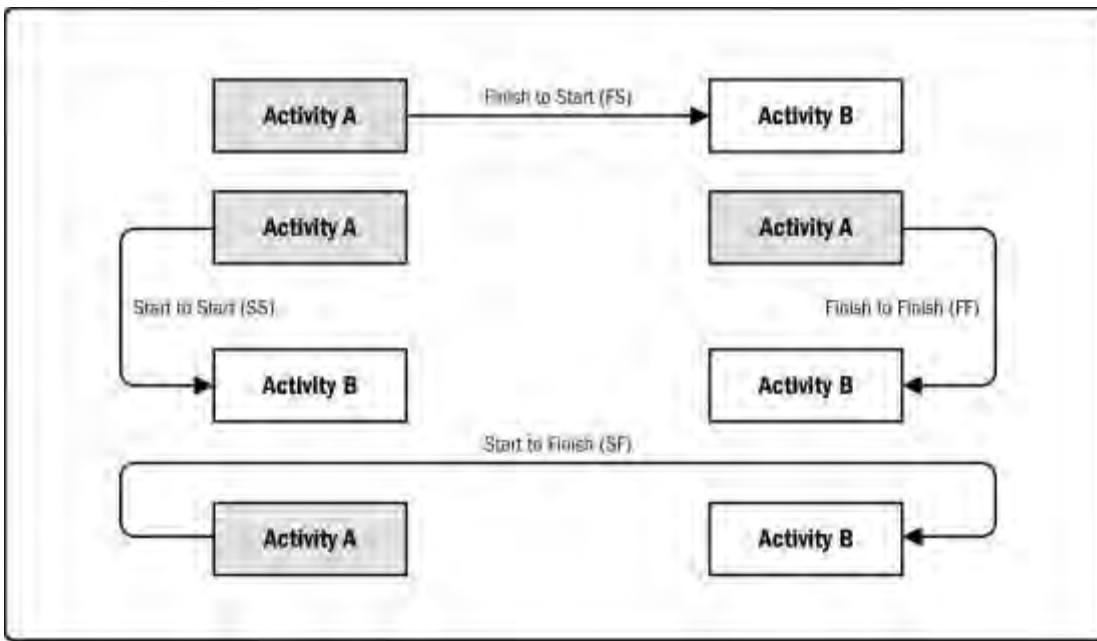 Activity A
Finish to Start (FS)
Activity B
Activity A
Activity A
Start to Start (SS)
Finish to Finish (FF)
Activity B
Activity B
Start to Finish (SF)
Activity A
Activity B